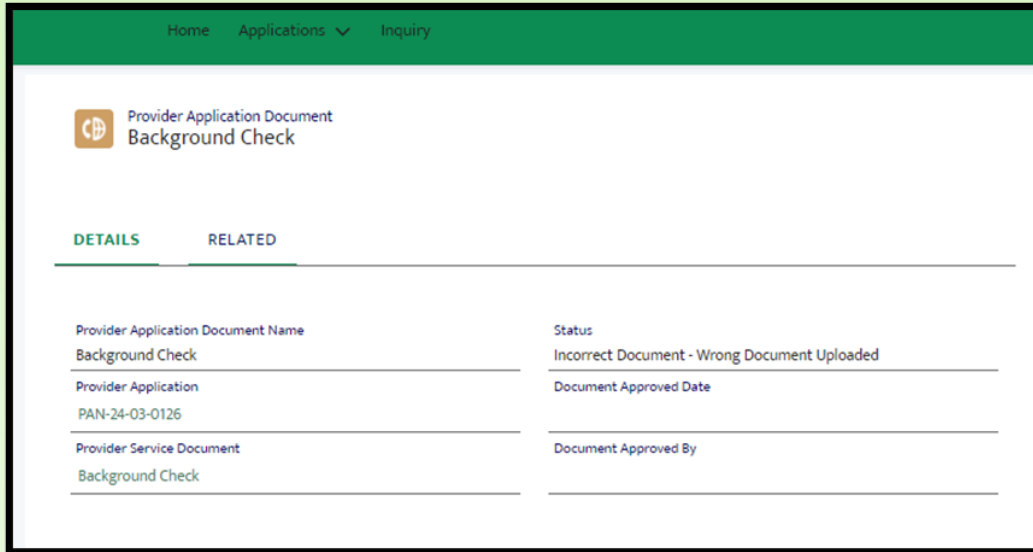 Home Applications Inquiry
Provider Application Document
Background Check
DETAILS RELATED
Provider Application Document Name
Background Check
Status
Incorrect Document - Wrong Document Uploaded
Provider Application
PAN-24-03-0126
Document Approved Date
Provider Service Document
Background Check
Document Approved By